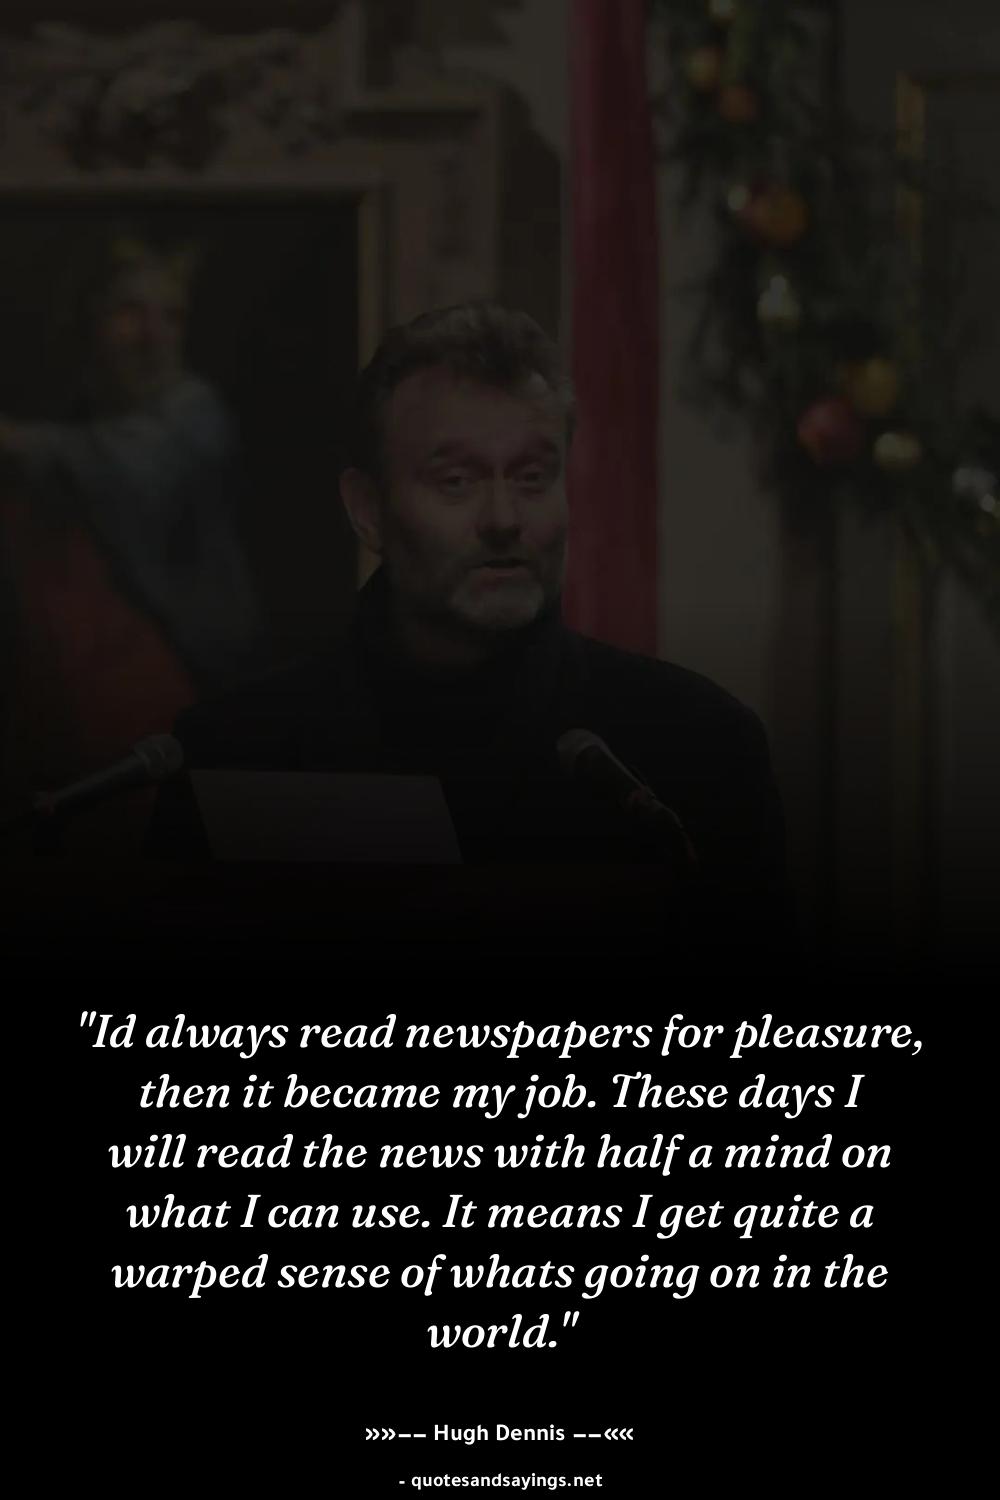 "Id always read newspapers for pleasure,
then it became my job. These days I
will read the news with half a mind on
what I can use. It means I get quite a
warped sense of whats going on in the
world."
»»−− Hugh Dennis −−««
- quotesandsayings.net